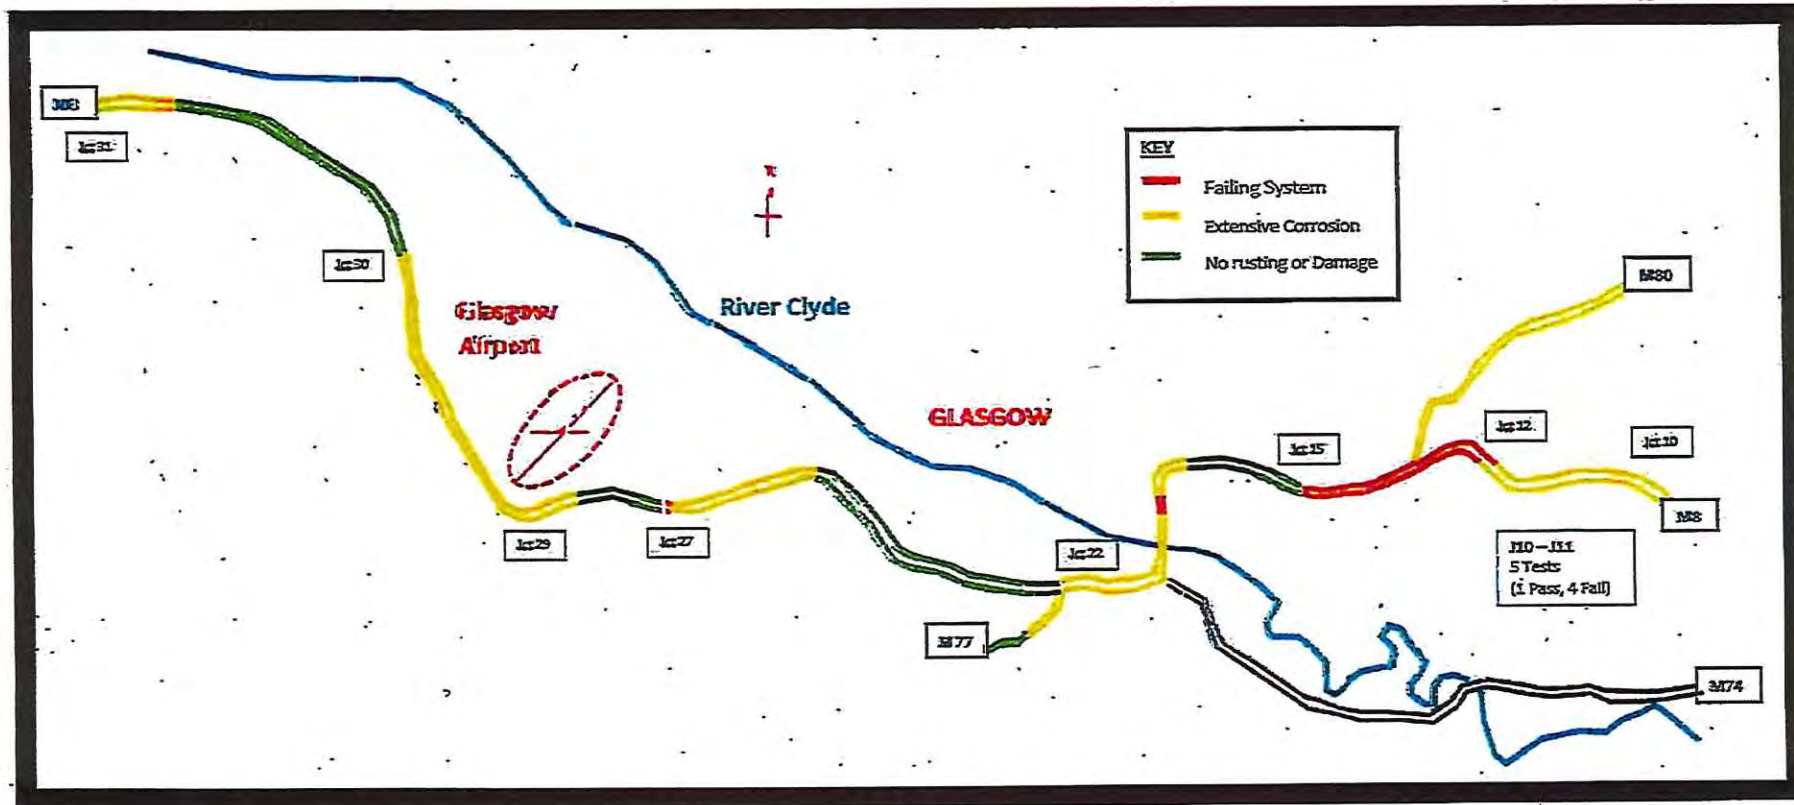 M8
Jct31
Jct30
Glasgow
Airport
River Clyde
N
KEY
Failing System
Extensive Corrosion
No rusting or Damage
M80
GLASGOW
Jct15
Jct12
Jct10
M8
Jct29
Jct27
Jct22
J10-J11
5 Tests
(1 Pass, 4 Fail)
M77
M74